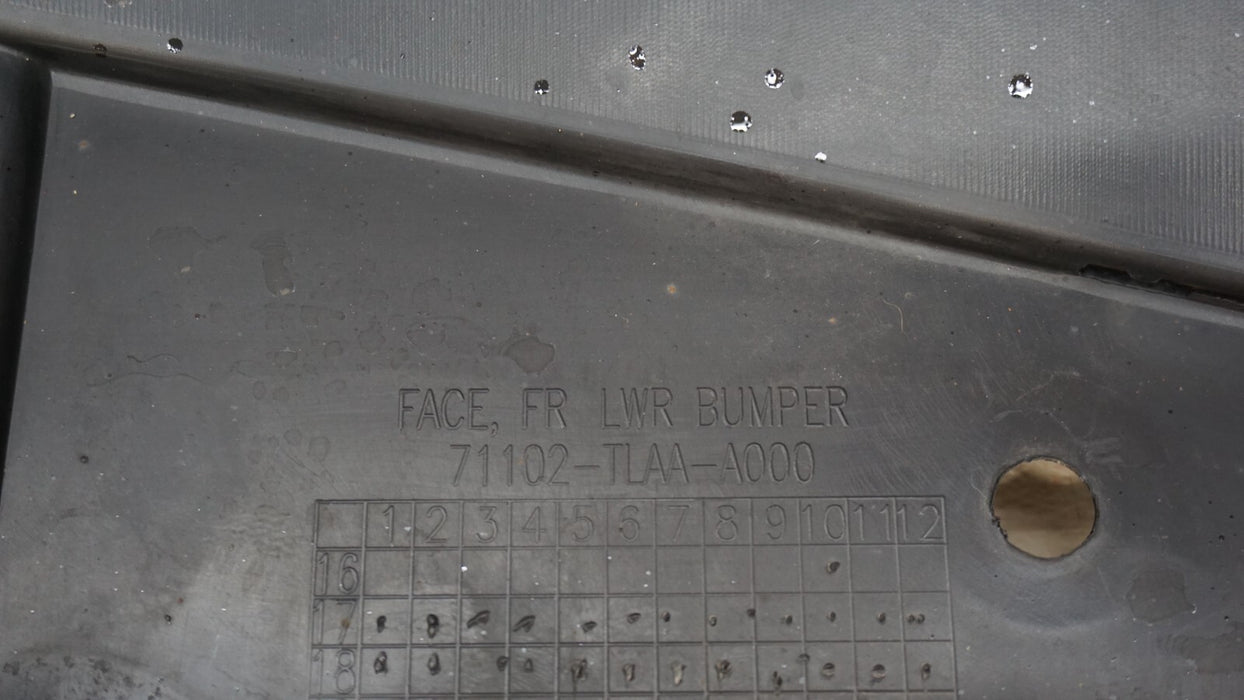 FACE, FR LWR BUMPER
71102-TLAA-A000
1 2 3 4 5 6 7 8 9 10 11 12
16
17
18